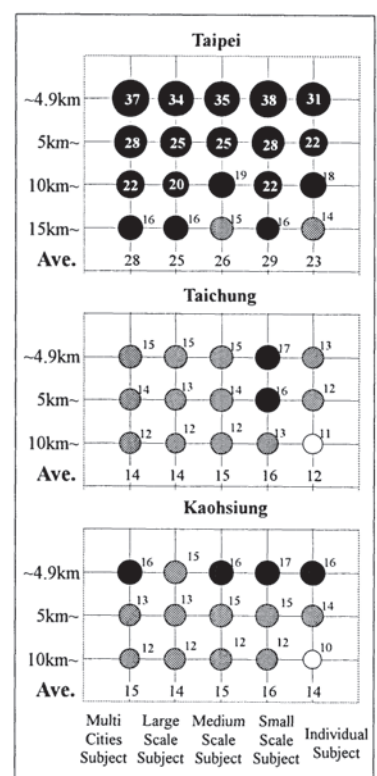 Taipei
~4.9km 37 34 35 38 31
5km~ 28 25 25 28 22
10km~ 22 20 19 22 18
15km~ 16 16 15 16 14
Ave. 28 25 26 29 23
Taichung
~4.9km 15 15 15 17 13
5km~ 14 13 14 16 12
10km~ 12 12 12 13 11
Ave. 14 14 15 16 12
Kaohsiung
~4.9km 16 15 16 17 16
5km~ 13 13 15 15 14
10km~ 12 12 12 12 10
Ave. 15 14 15 16 14
Multi Cities Subject
Large Scale Subject
Medium Scale Subject
Small Scale Subject
Individual Subject